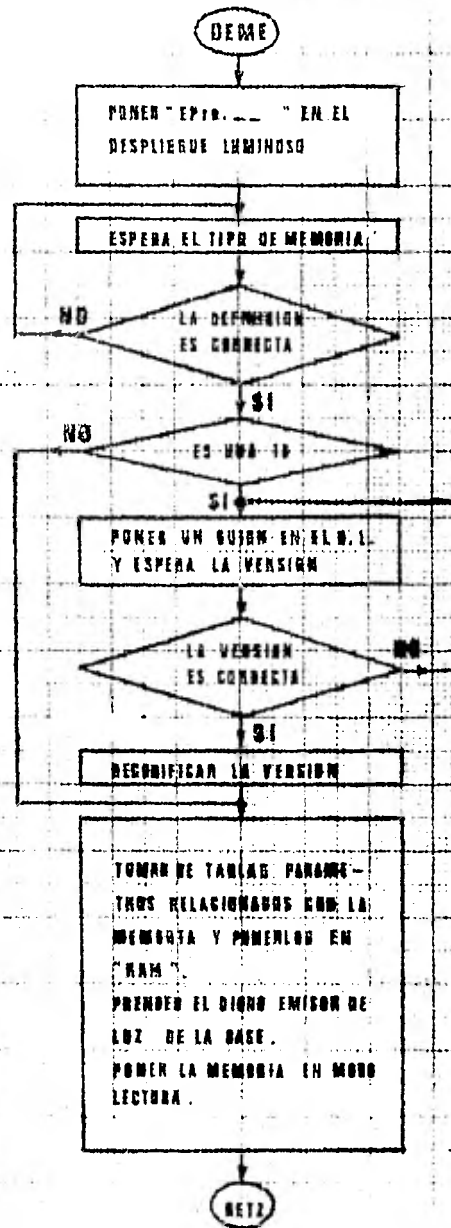 DEME
PONER "EPro. __ " EN EL
DESPLIEGUE LUMINOSO
ESPERA EL TIPO DE MEMORIA
NO
LA DEFINICION
ES CORRECTA
SI
NO
ES UNA 16
SI
PONER UN GUION EN EL D. L.
Y ESPERA LA VERSION
LA VERSION
ES CORRECTA
NO
SI
DECODIFICAR LA VERSION
TOMAR DE TABLAS PARAME-
TROS RELACIONADOS CON LA
MEMORIA Y PONERLOS EN
"RAM".
PRENDER EL DIODO EMISOR DE
LUZ DE LA BASE.
PONER LA MEMORIA EN MODO
LECTURA.
RETZ